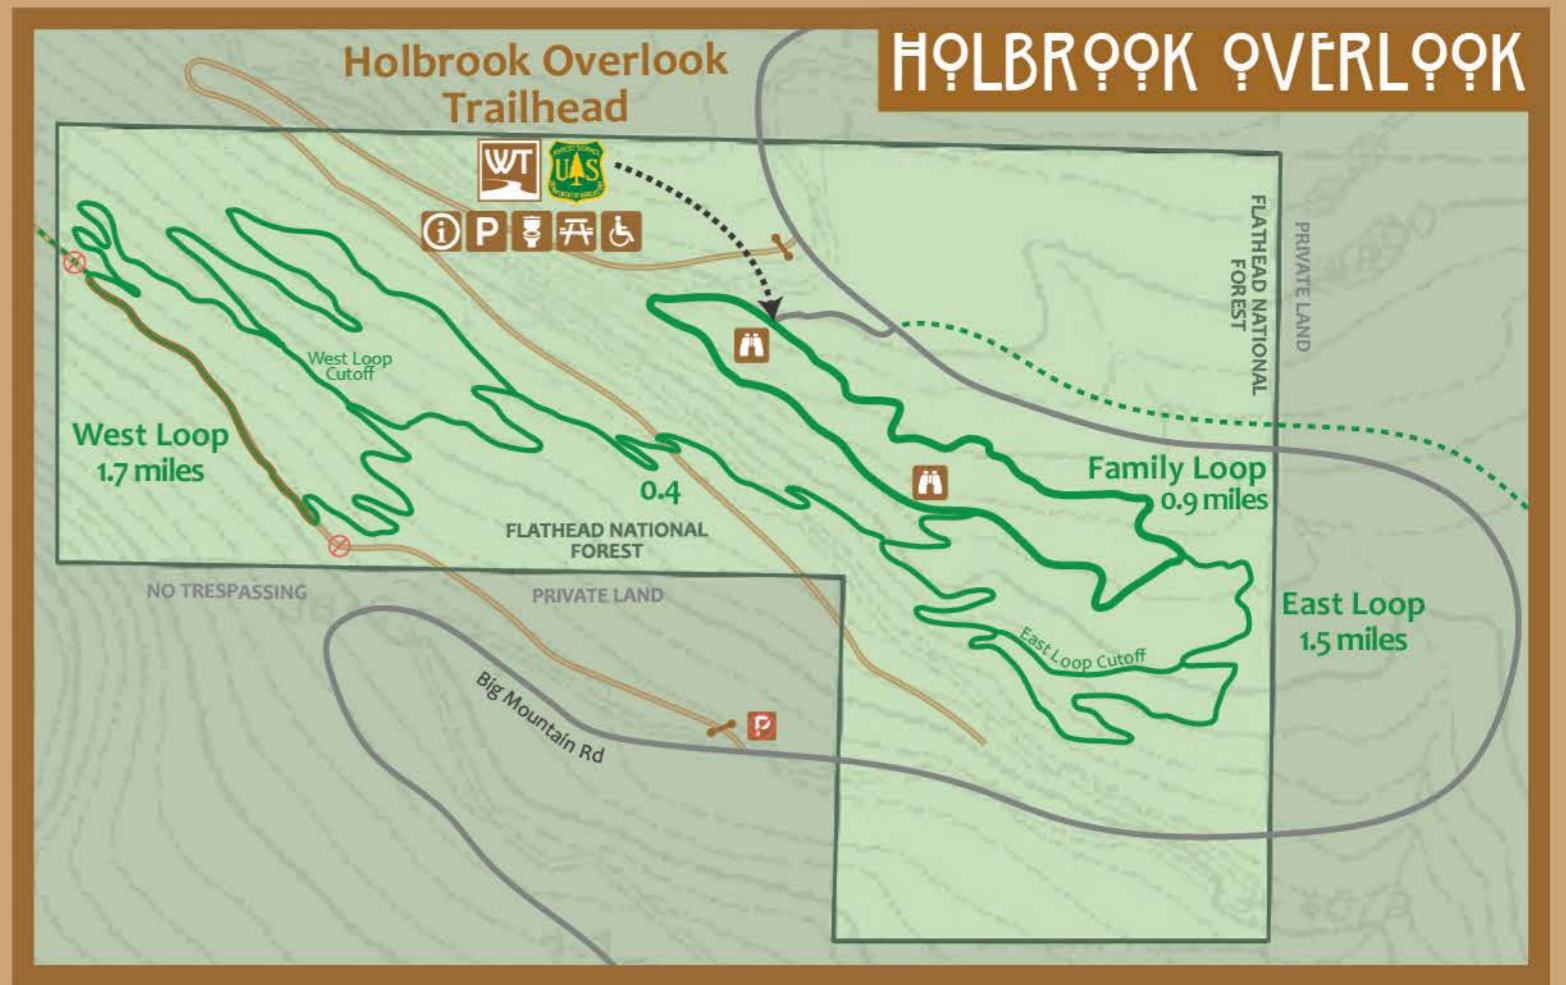 HOLBROOK OVERLOOK
Holbrook Overlook
Trailhead
WT
UAS
i
P
FLATHEAD NATIONAL
FOREST
PRIVATE LAND
West Loop
Cutoff
West Loop
1.7 miles
Family Loop
0.9 miles
0.4
FLATHEAD NATIONAL
FOREST
NO TRESPASSING
PRIVATE LAND
East Loop
1.5 miles
East Loop Cutoff
Big Mountain Rd
P